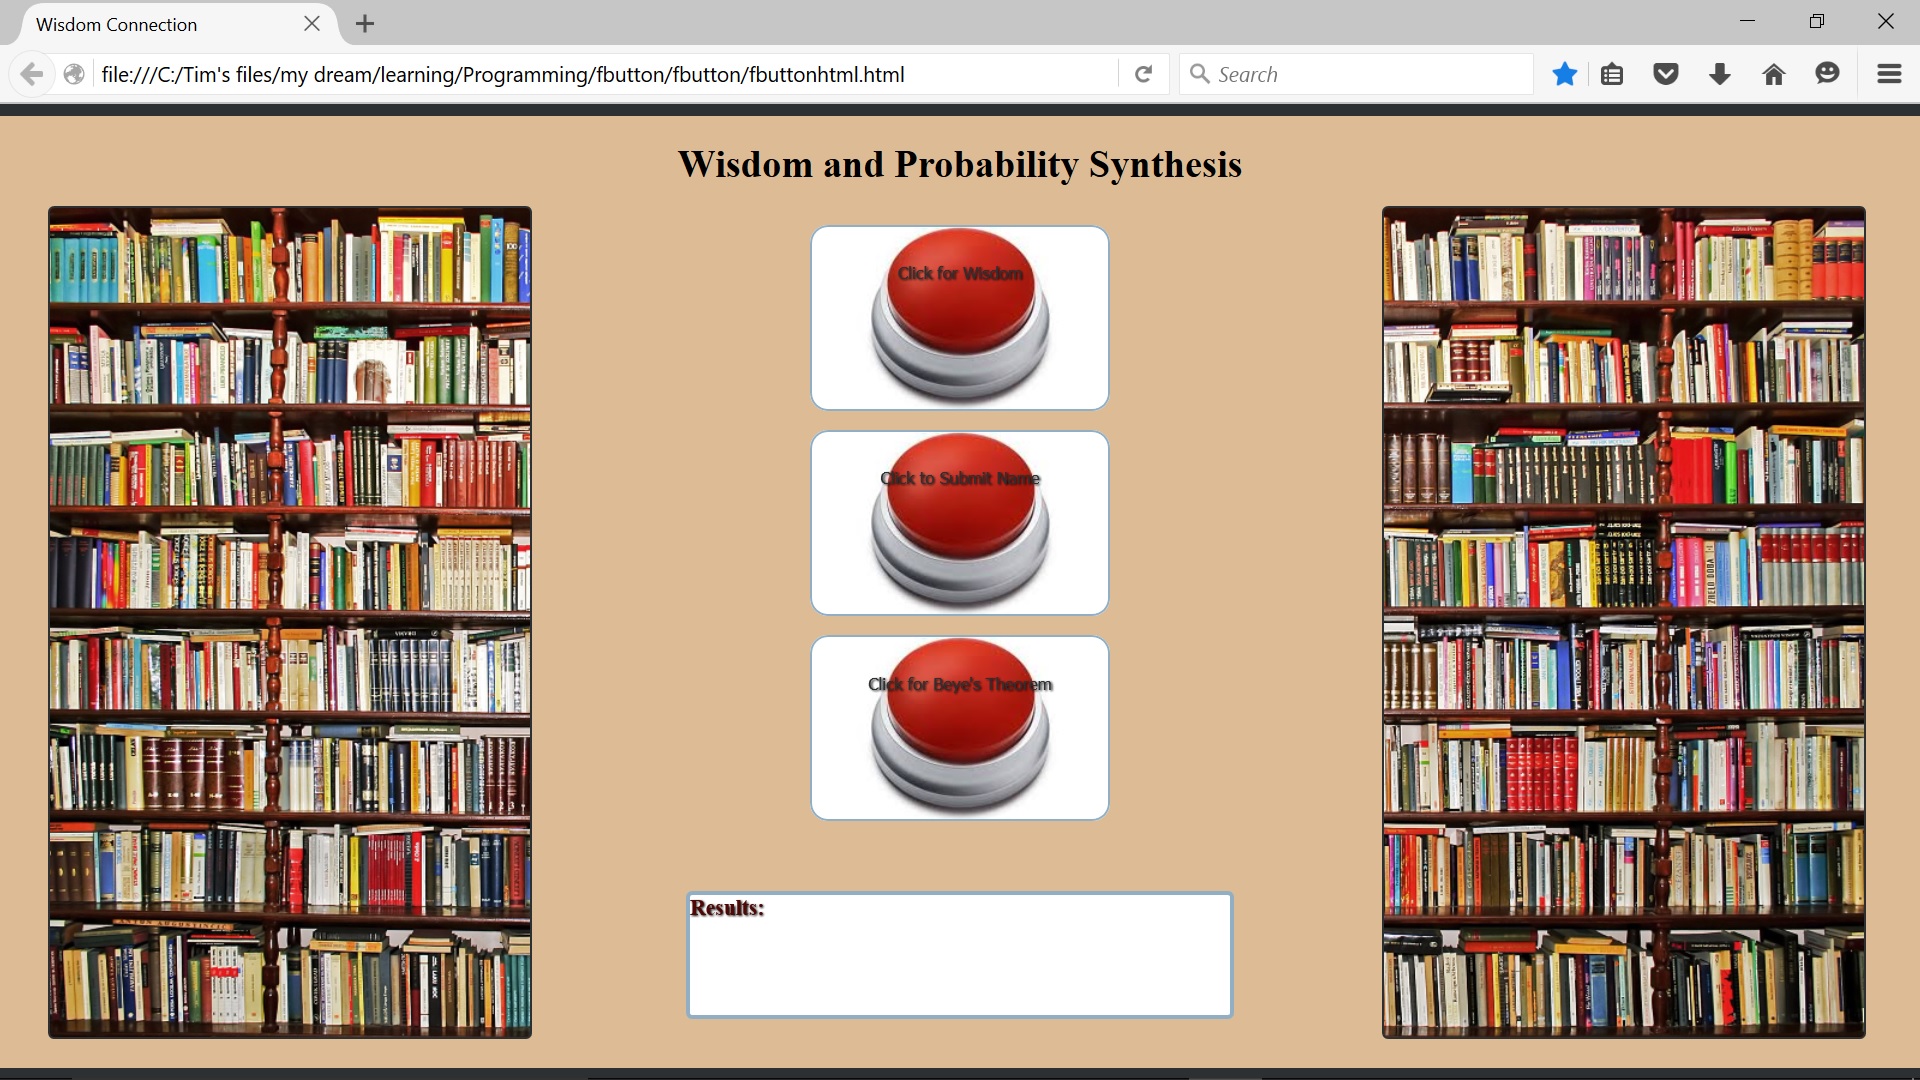 Wisdom Connection
file:///C:/Tim's files/my dream/learning/Programming/fbutton/fbutton/fbuttonhtml.html
Search
Wisdom and Probability Synthesis
Click for Wisdom
Click to Submit Name
Click for Beye's Theorem
Results: